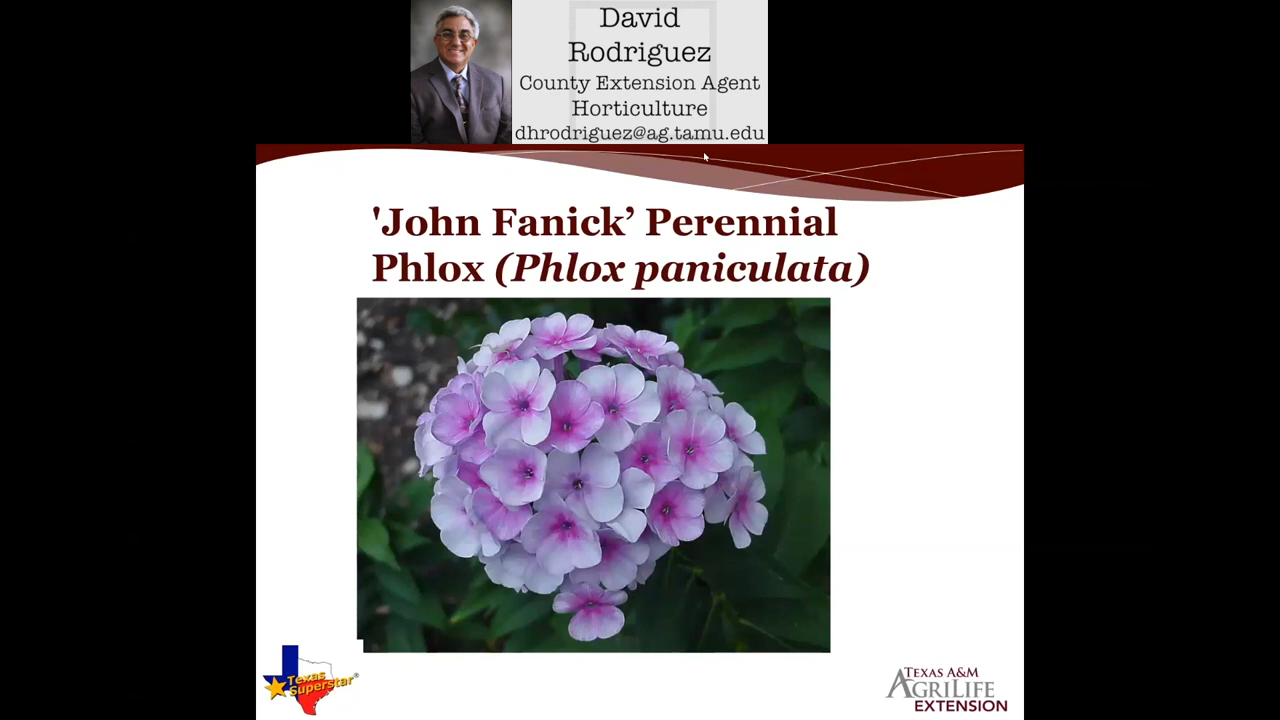 David
Rodriguez
County Extension Agent
Horticulture
dhrodriguez@ag.tamu.edu
'John Fanick’ Perennial
Phlox (Phlox paniculata)
Texas
Superstar®
TEXAS A&M
AGRILIFE
EXTENSION